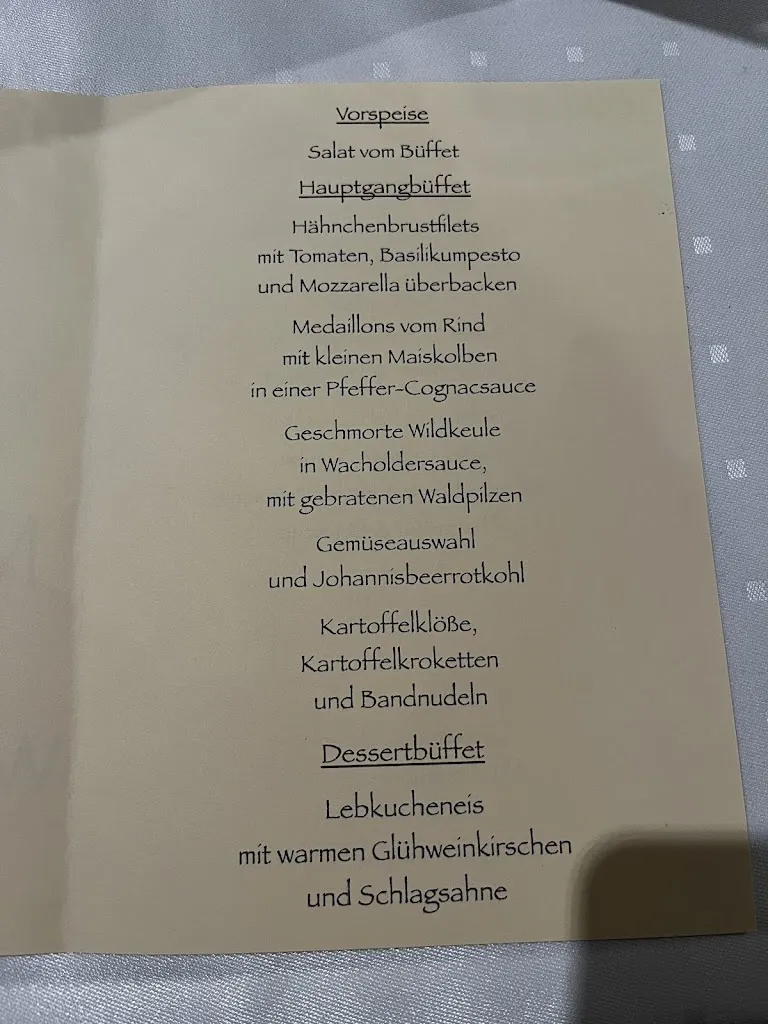 Vorspeise
Salat vom Büffet
Hauptgangbüffet
Hähnchenbrustfilets
mit Tomaten, Basilikumpesto
und Mozzarella überbacken
Medaillons vom Rind
mit kleinen Maiskolben
in einer Pfeffer-Cognacsauce
Geschmorte Wildkeule
in Wacholdersauce,
mit gebratenen Waldpilzen
Gemüseauswahl
und Johannisbeerrotkohl
Kartoffelklöße,
Kartoffelkroketten
und Bandnudeln
Dessertbüffet
Lebkucheneis
mit warmen Glühweinkirschen
und Schlagsahne